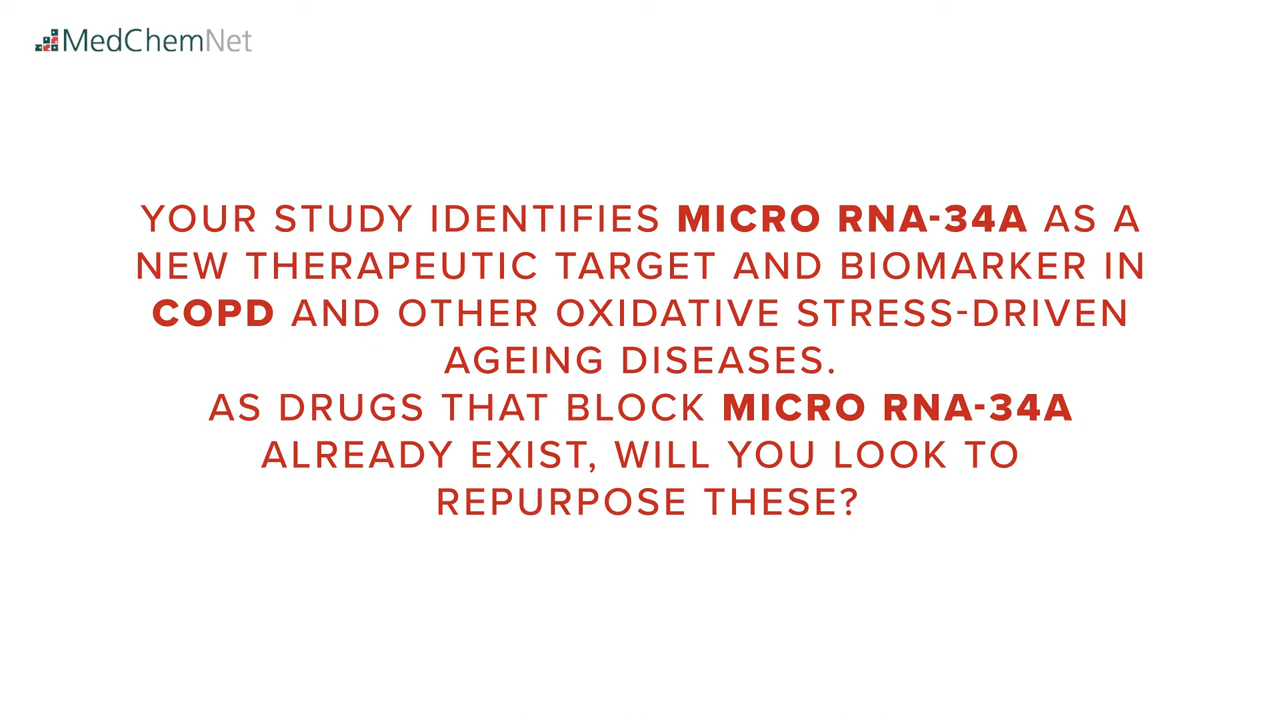 MedChemNet
YOUR STUDY IDENTIFIES MICRO RNA-34A AS A
NEW THERAPEUTIC TARGET AND BIOMARKER IN
COPD AND OTHER OXIDATIVE STRESS-DRIVEN
AGEING DISEASES.
AS DRUGS THAT BLOCK MICRO RNA-34A
ALREADY EXIST, WILL YOU LOOK TO
REPURPOSE THESE?